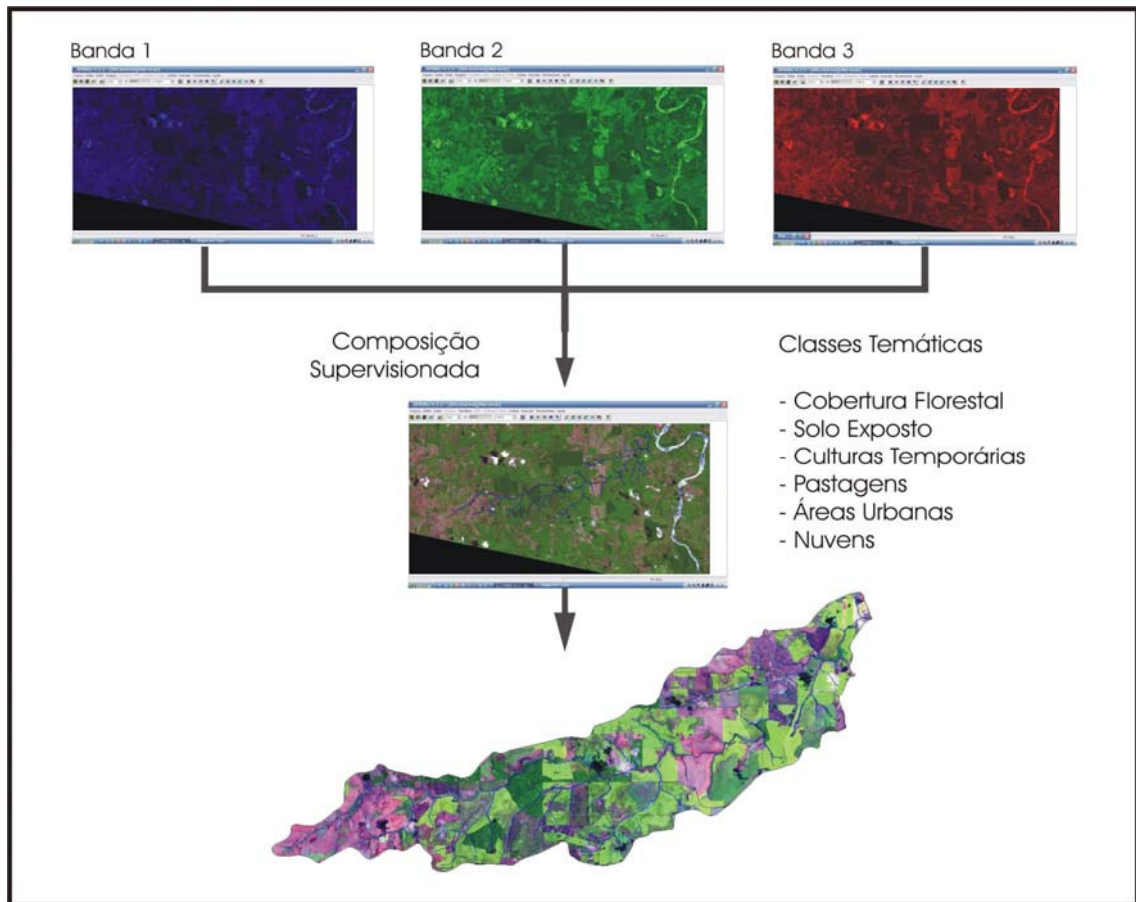 Banda 1
Banda 2
Banda 3
Composição
Supervisionada
Classes Temáticas
- Cobertura Florestal
- Solo Exposto
- Culturas Temporárias
- Pastagens
- Áreas Urbanas
- Nuvens